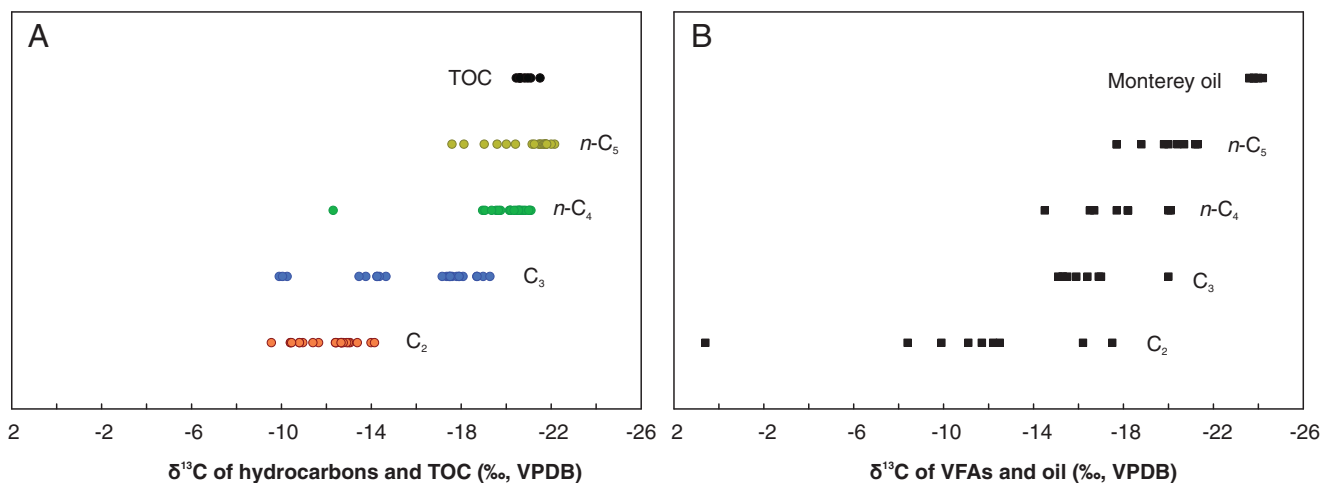 A
TOC
n-C₅
n-C₄
C₃
C₂
2 -2 -6 -10 -14 -18 -22 -26
δ¹³C of hydrocarbons and TOC (‰, VPDB)
B
Monterey oil
n-C₅
n-C₄
C₃
C₂
2 -2 -6 -10 -14 -18 -22 -26
δ¹³C of VFAs and oil (‰, VPDB)